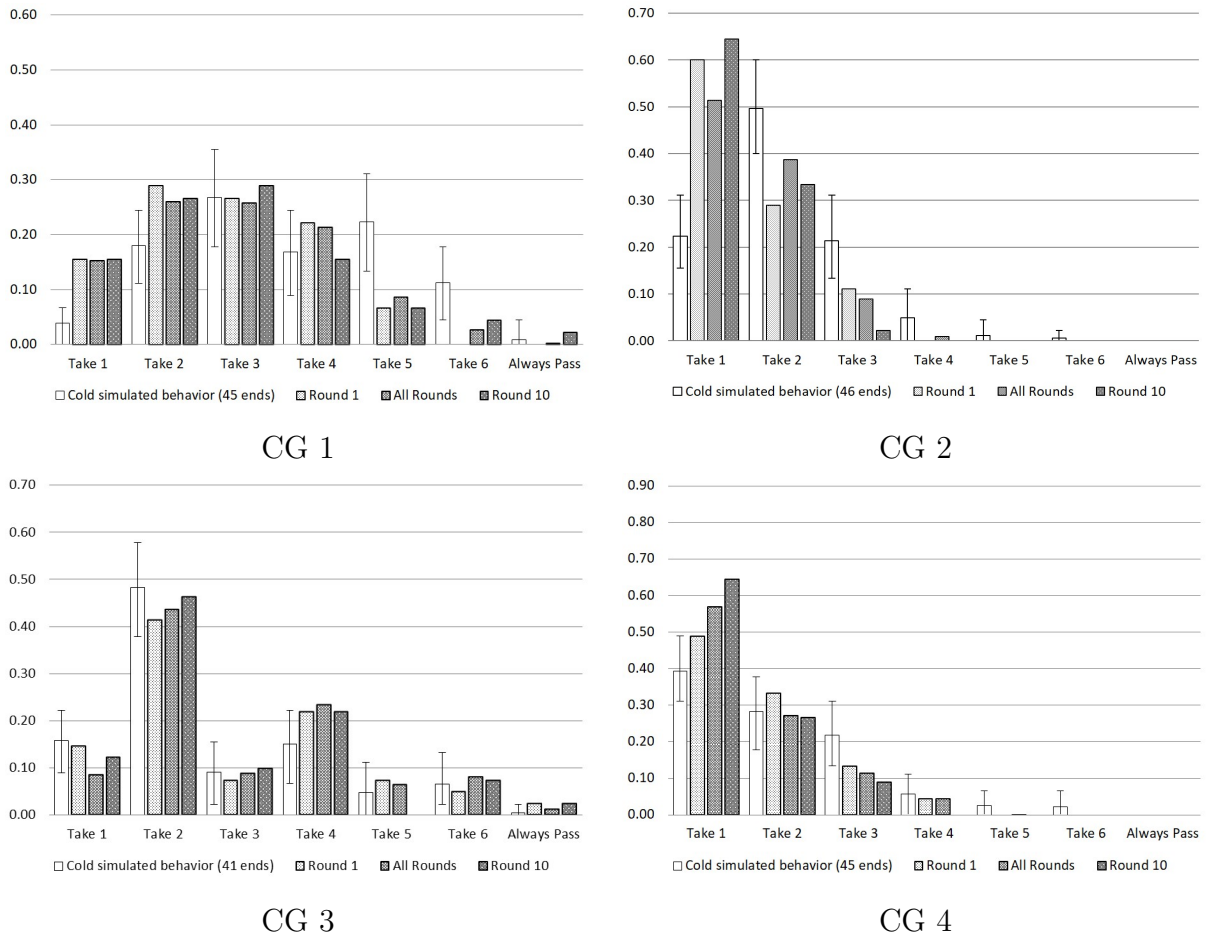 0.60
0.50
0.40
0.30
0.20
0.10
0.00
Take 1 Take 2 Take 3 Take 4 Take 5 Take 6 Always Pass
Cold simulated behavior (45 ends) Round 1 All Rounds Round 10
CG 1
0.70
0.60
0.50
0.40
0.30
0.20
0.10
0.00
Take 1 Take 2 Take 3 Take 4 Take 5 Take 6 Always Pass
Cold simulated behavior (46 ends) Round 1 All Rounds Round 10
CG 2
0.70
0.60
0.50
0.40
0.30
0.20
0.10
0.00
Take 1 Take 2 Take 3 Take 4 Take 5 Take 6 Always Pass
Cold simulated behavior (41 ends) Round 1 All Rounds Round 10
CG 3
0.90
0.80
0.70
0.60
0.50
0.40
0.30
0.20
0.10
0.00
Take 1 Take 2 Take 3 Take 4 Take 5 Take 6 Always Pass
Cold simulated behavior (45 ends) Round 1 All Rounds Round 10
CG 4